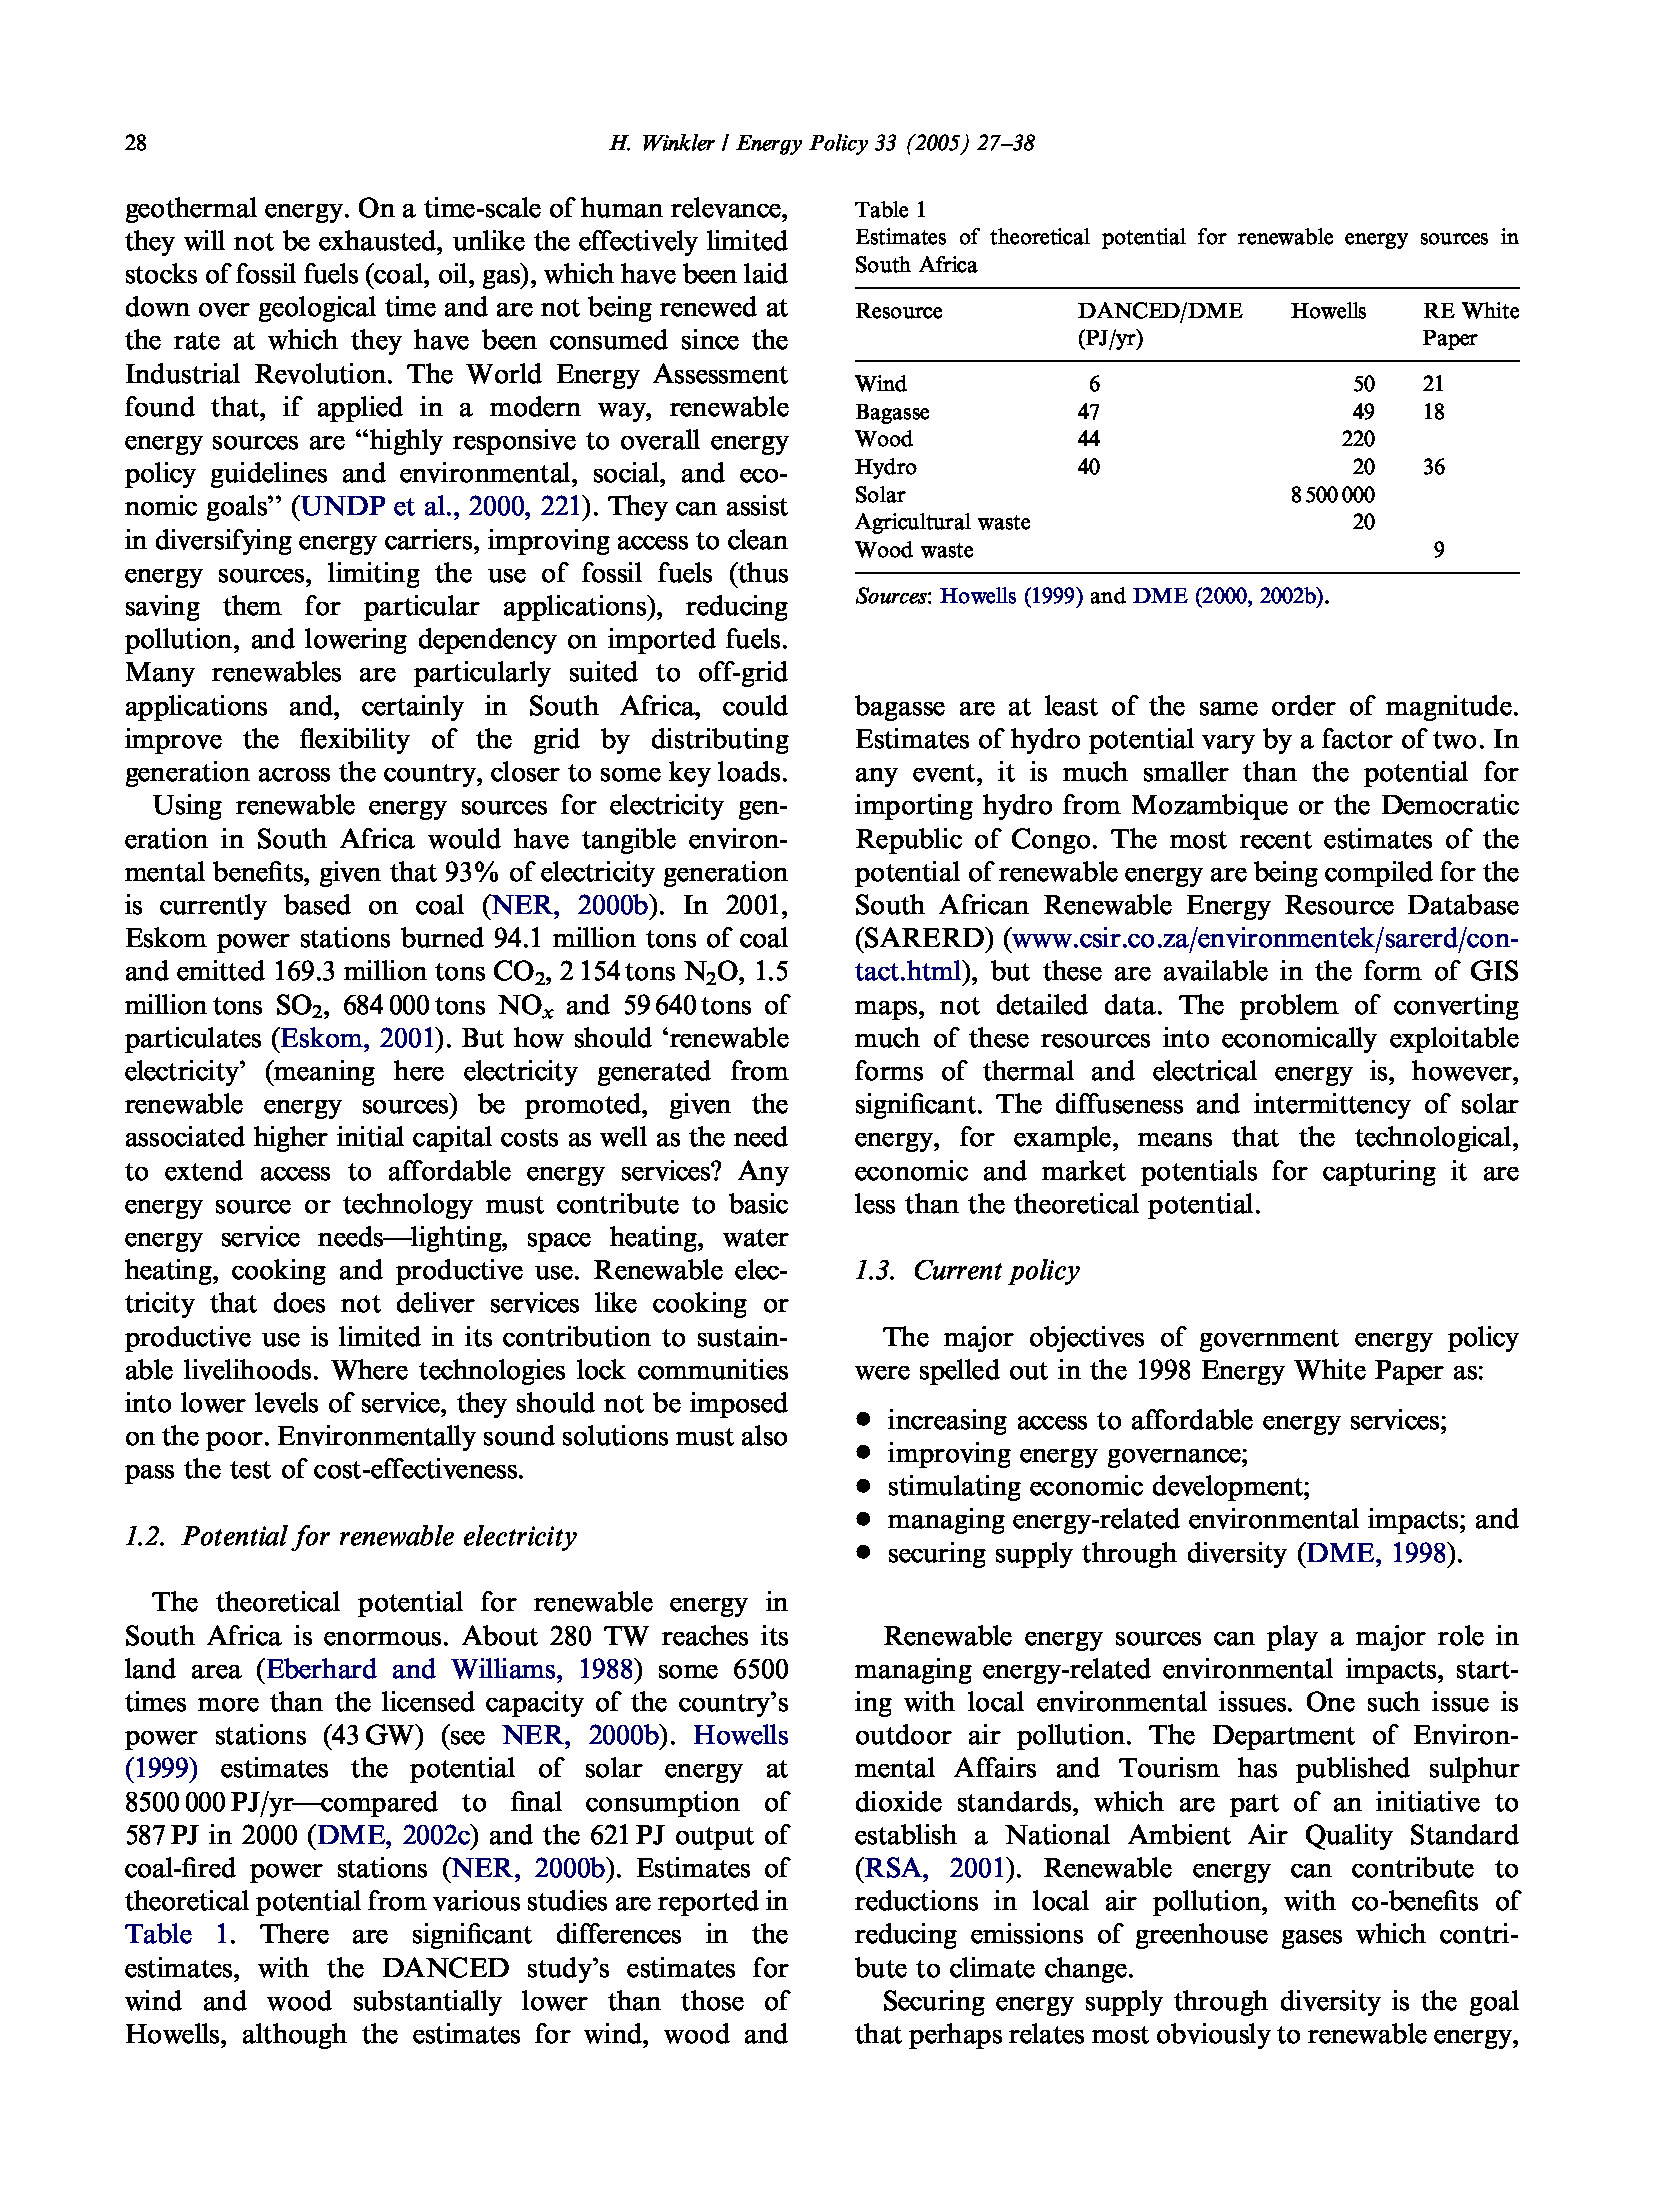 28
H. Winkler / Energy Policy 33 (2005) 27–38
geothermal energy. On a time-scale of human relevance,
they will not be exhausted, unlike the effectively limited
stocks of fossil fuels (coal, oil, gas), which have been laid
down over geological time and are not being renewed at
the rate at which they have been consumed since the
Industrial Revolution. The World Energy Assessment
found that, if applied in a modern way, renewable
energy sources are “highly responsive to overall energy
policy guidelines and environmental, social, and eco-
nomic goals” (UNDP et al., 2000, 221). They can assist
in diversifying energy carriers, improving access to clean
energy sources, limiting the use of fossil fuels (thus
saving them for particular applications), reducing
pollution, and lowering dependency on imported fuels.
Many renewables are particularly suited to off-grid
applications and, certainly in South Africa, could
improve the flexibility of the grid by distributing
generation across the country, closer to some key loads.
Using renewable energy sources for electricity gen-
eration in South Africa would have tangible environ-
mental benefits, given that 93% of electricity generation
is currently based on coal (NER, 2000b). In 2001,
Eskom power stations burned 94.1 million tons of coal
and emitted 169.3 million tons CO₂, 2 154 tons N₂O, 1.5
million tons SO₂, 684 000 tons NOₓ and 59 640 tons of
particulates (Eskom, 2001). But how should ‘renewable
electricity’ (meaning here electricity generated from
renewable energy sources) be promoted, given the
associated higher initial capital costs as well as the need
to extend access to affordable energy services? Any
energy source or technology must contribute to basic
energy service needs—lighting, space heating, water
heating, cooking and productive use. Renewable elec-
tricity that does not deliver services like cooking or
productive use is limited in its contribution to sustain-
able livelihoods. Where technologies lock communities
into lower levels of service, they should not be imposed
on the poor. Environmentally sound solutions must also
pass the test of cost-effectiveness.
1.2. Potential for renewable electricity
The theoretical potential for renewable energy in
South Africa is enormous. About 280 TW reaches its
land area (Eberhard and Williams, 1988) some 6500
times more than the licensed capacity of the country’s
power stations (43 GW) (see NER, 2000b). Howells
(1999) estimates the potential of solar energy at
8500 000 PJ/yr—compared to final consumption of
587 PJ in 2000 (DME, 2002c) and the 621 PJ output of
coal-fired power stations (NER, 2000b). Estimates of
theoretical potential from various studies are reported in
Table 1. There are significant differences in the
estimates, with the DANCED study’s estimates for
wind and wood substantially lower than those of
Howells, although the estimates for wind, wood and
Table 1
Estimates of theoretical potential for renewable energy sources in
South Africa
Resource DANCED/DME Howells RE White
(PJ/yr) Paper
Wind 6 50 21
Bagasse 47 49 18
Wood 44 220
Hydro 40 20 36
Solar 8 500 000
Agricultural waste 20
Wood waste 9
Sources: Howells (1999) and DME (2000, 2002b).
bagasse are at least of the same order of magnitude.
Estimates of hydro potential vary by a factor of two. In
any event, it is much smaller than the potential for
importing hydro from Mozambique or the Democratic
Republic of Congo. The most recent estimates of the
potential of renewable energy are being compiled for the
South African Renewable Energy Resource Database
(SARERD) (www.csir.co.za/environmentek/sarerd/con-
tact.html), but these are available in the form of GIS
maps, not detailed data. The problem of converting
much of these resources into economically exploitable
forms of thermal and electrical energy is, however,
significant. The diffuseness and intermittency of solar
energy, for example, means that the technological,
economic and market potentials for capturing it are
less than the theoretical potential.
1.3. Current policy
The major objectives of government energy policy
were spelled out in the 1998 Energy White Paper as:
● increasing access to affordable energy services;
● improving energy governance;
● stimulating economic development;
● managing energy-related environmental impacts; and
● securing supply through diversity (DME, 1998).
Renewable energy sources can play a major role in
managing energy-related environmental impacts, start-
ing with local environmental issues. One such issue is
outdoor air pollution. The Department of Environ-
mental Affairs and Tourism has published sulphur
dioxide standards, which are part of an initiative to
establish a National Ambient Air Quality Standard
(RSA, 2001). Renewable energy can contribute to
reductions in local air pollution, with co-benefits of
reducing emissions of greenhouse gases which contri-
bute to climate change.
Securing energy supply through diversity is the goal
that perhaps relates most obviously to renewable energy,